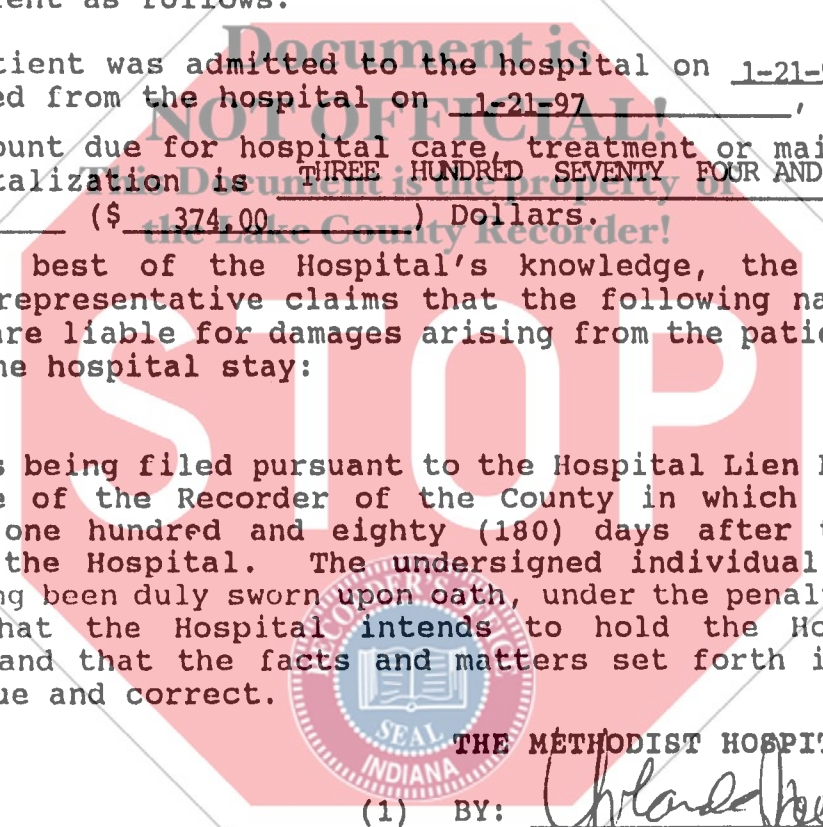 ent as follows:
Document is
tient was admitted to the hospital on 1-21-9
ed from the hospital on 1-21-97,
NOT OFFICIAL!
ount due for hospital care, treatment or mai
This Document is the property of
talization is THREE HUNDRED SEVENTY FOUR AND
($ 374.00 ) Dollars.
the Lake County Recorder!
best of the Hospital's knowledge, the
representative claims that the following na
are liable for damages arising from the patie
he hospital stay:
STOP
s being filed pursuant to the Hospital Lien
e of the Recorder of the County in which
one hundred and eighty (180) days after t
the Hospital. The undersigned individual
ng been duly sworn upon oath, under the penal
hat the Hospital intends to hold the Ho
and that the facts and matters set forth i
ue and correct.
RECORDER'S OFFICE
SEAL
INDIANA
THE METHODIST HOSPIT
(1) BY: